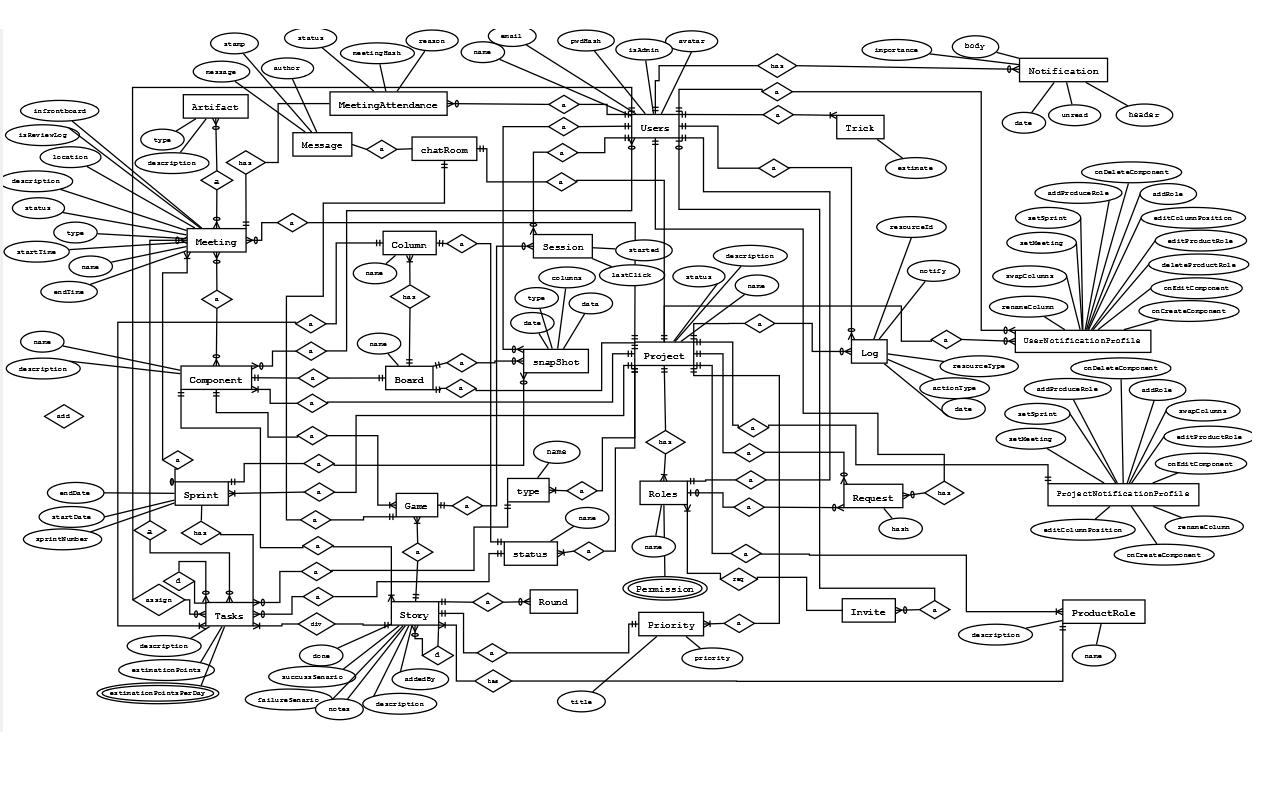 stamp
status
meetingHash
reason
email
name
pwdHash
isAdmin
avatar
importance
body
message
author
has
Notification
infrontboard
Artifact
MeetingAttendance
a
a
date
unread
header
isReviewLog
type
Message
a
chatRoom
a
Users
a
Trick
location
description
has
a
a
estimate
description
a
a
onDeleteComponent
addProduceRole
addRole
status
a
resourceId
setSprint
editColumnPosition
type
Meeting
Column
a
Session
started
setMeeting
editProductRole
startTime
name
name
lastClick
description
notify
deleteProductRole
endTime
a
has
columns
status
name
swapColumns
onEditComponent
type
data
renameColumn
onCreateComponent
name
a
date
a
a
UserNotificationProfile
name
a
a
snapShot
Project
Log
description
Component
a
Board
a
resourceType
onDeleteComponent
actionType
addProduceRole
addRole
add
a
date
setSprint
swapColumns
a
has
a
setMeeting
editProductRole
a
a
name
a
onEditComponent
endDate
Sprint
a
type
a
Roles
a
Request
has
ProjectNotificationProfile
startDate
Game
a
a
editColumnPosition
renameColumn
sprintNumber
a
has
a
name
hash
a
a
status
a
name
a
onCreateComponent
d
a
req
assign
a
Permission
Tasks
div
Story
a
Round
Priority
a
Invite
a
ProductRole
description
done
d
a
priority
description
name
estimationPoints
succussSenario
addedBy
has
estimationPointsPerDay
failureSenario
notes
description
title